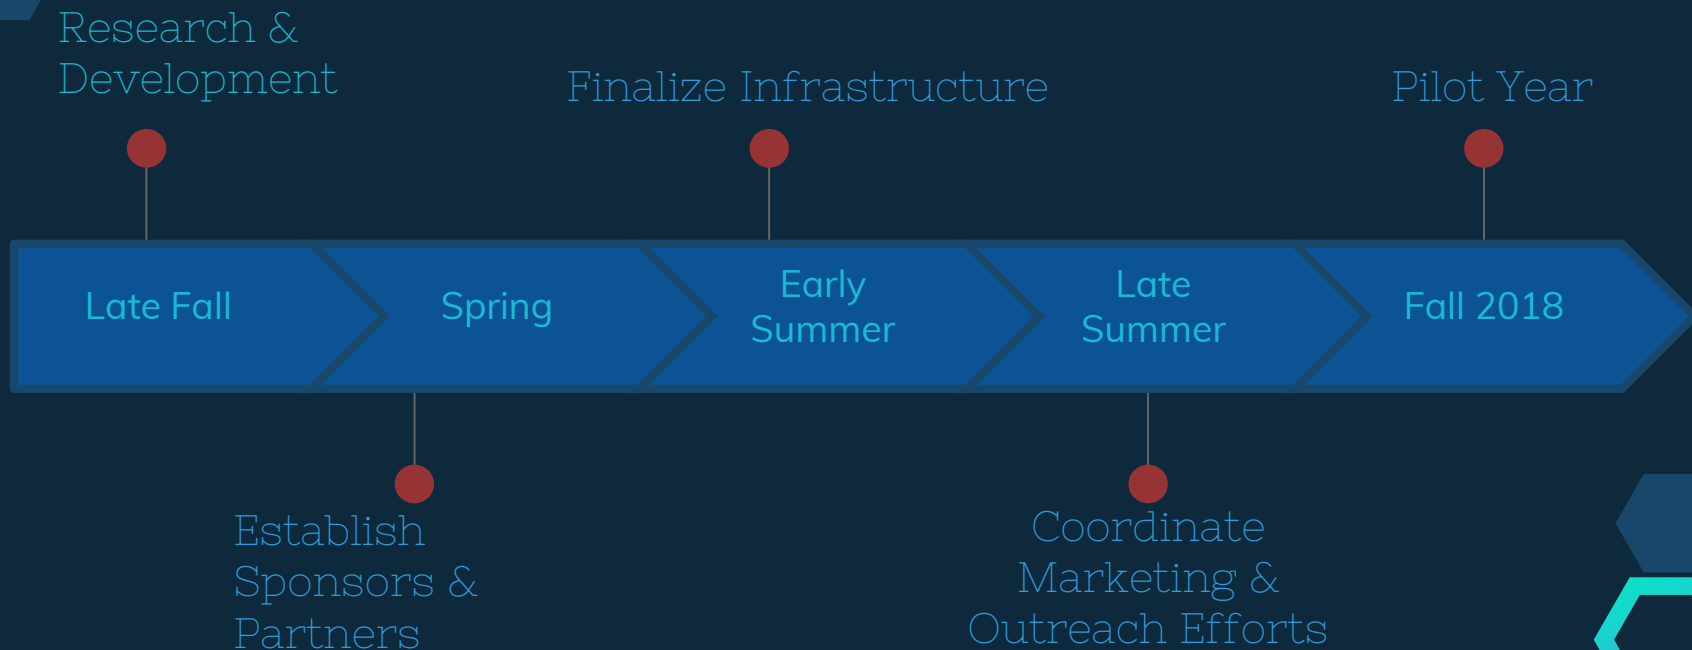 Research &
Development
Finalize Infrastructure
Pilot Year
Late Fall
Spring
Early
Summer
Late
Summer
Fall 2018
Establish
Sponsors &
Partners
Coordinate
Marketing &
Outreach Efforts